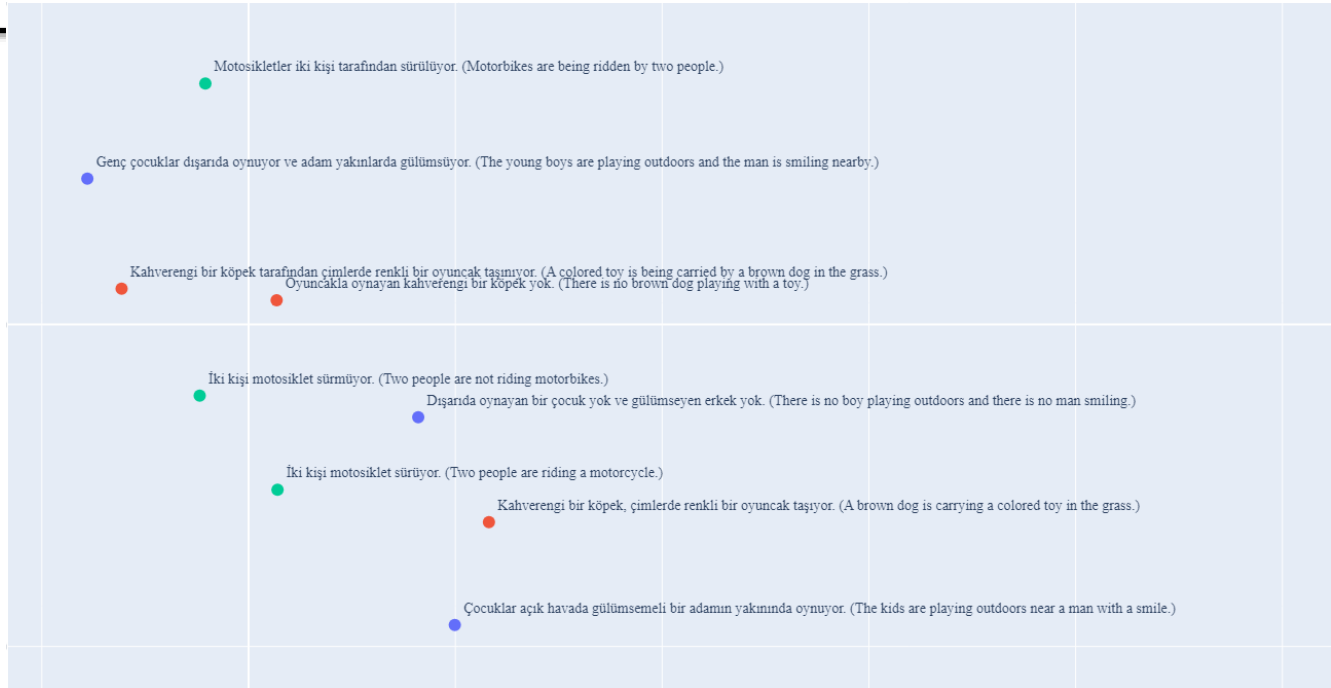 Motosikletler iki kişi tarafından sürülüyor. (Motorbikes are being ridden by two people.)
Genç çocuklar dışarıda oynuyor ve adam yakınlarda gülümsüyor. (The young boys are playing outdoors and the man is smiling nearby.)
Kahverengi bir köpek tarafından çimlerde renkli bir oyuncak taşınıyor. (A colored toy is being carried by a brown dog in the grass.)
Oyuncakla oynayan kahverengi bir köpek yok. (There is no brown dog playing with a toy.)
İki kişi motosiklet sürmüyor. (Two people are not riding motorbikes.)
Dışarıda oynayan bir çocuk yok ve gülümseyen erkek yok. (There is no boy playing outdoors and there is no man smiling.)
İki kişi motosiklet sürüyor. (Two people are riding a motorcycle.)
Kahverengi bir köpek, çimlerde renkli bir oyuncak taşıyor. (A brown dog is carrying a colored toy in the grass.)
Çocuklar açık havada gülümsemeli bir adamın yakınında oynuyor. (The kids are playing outdoors near a man with a smile.)